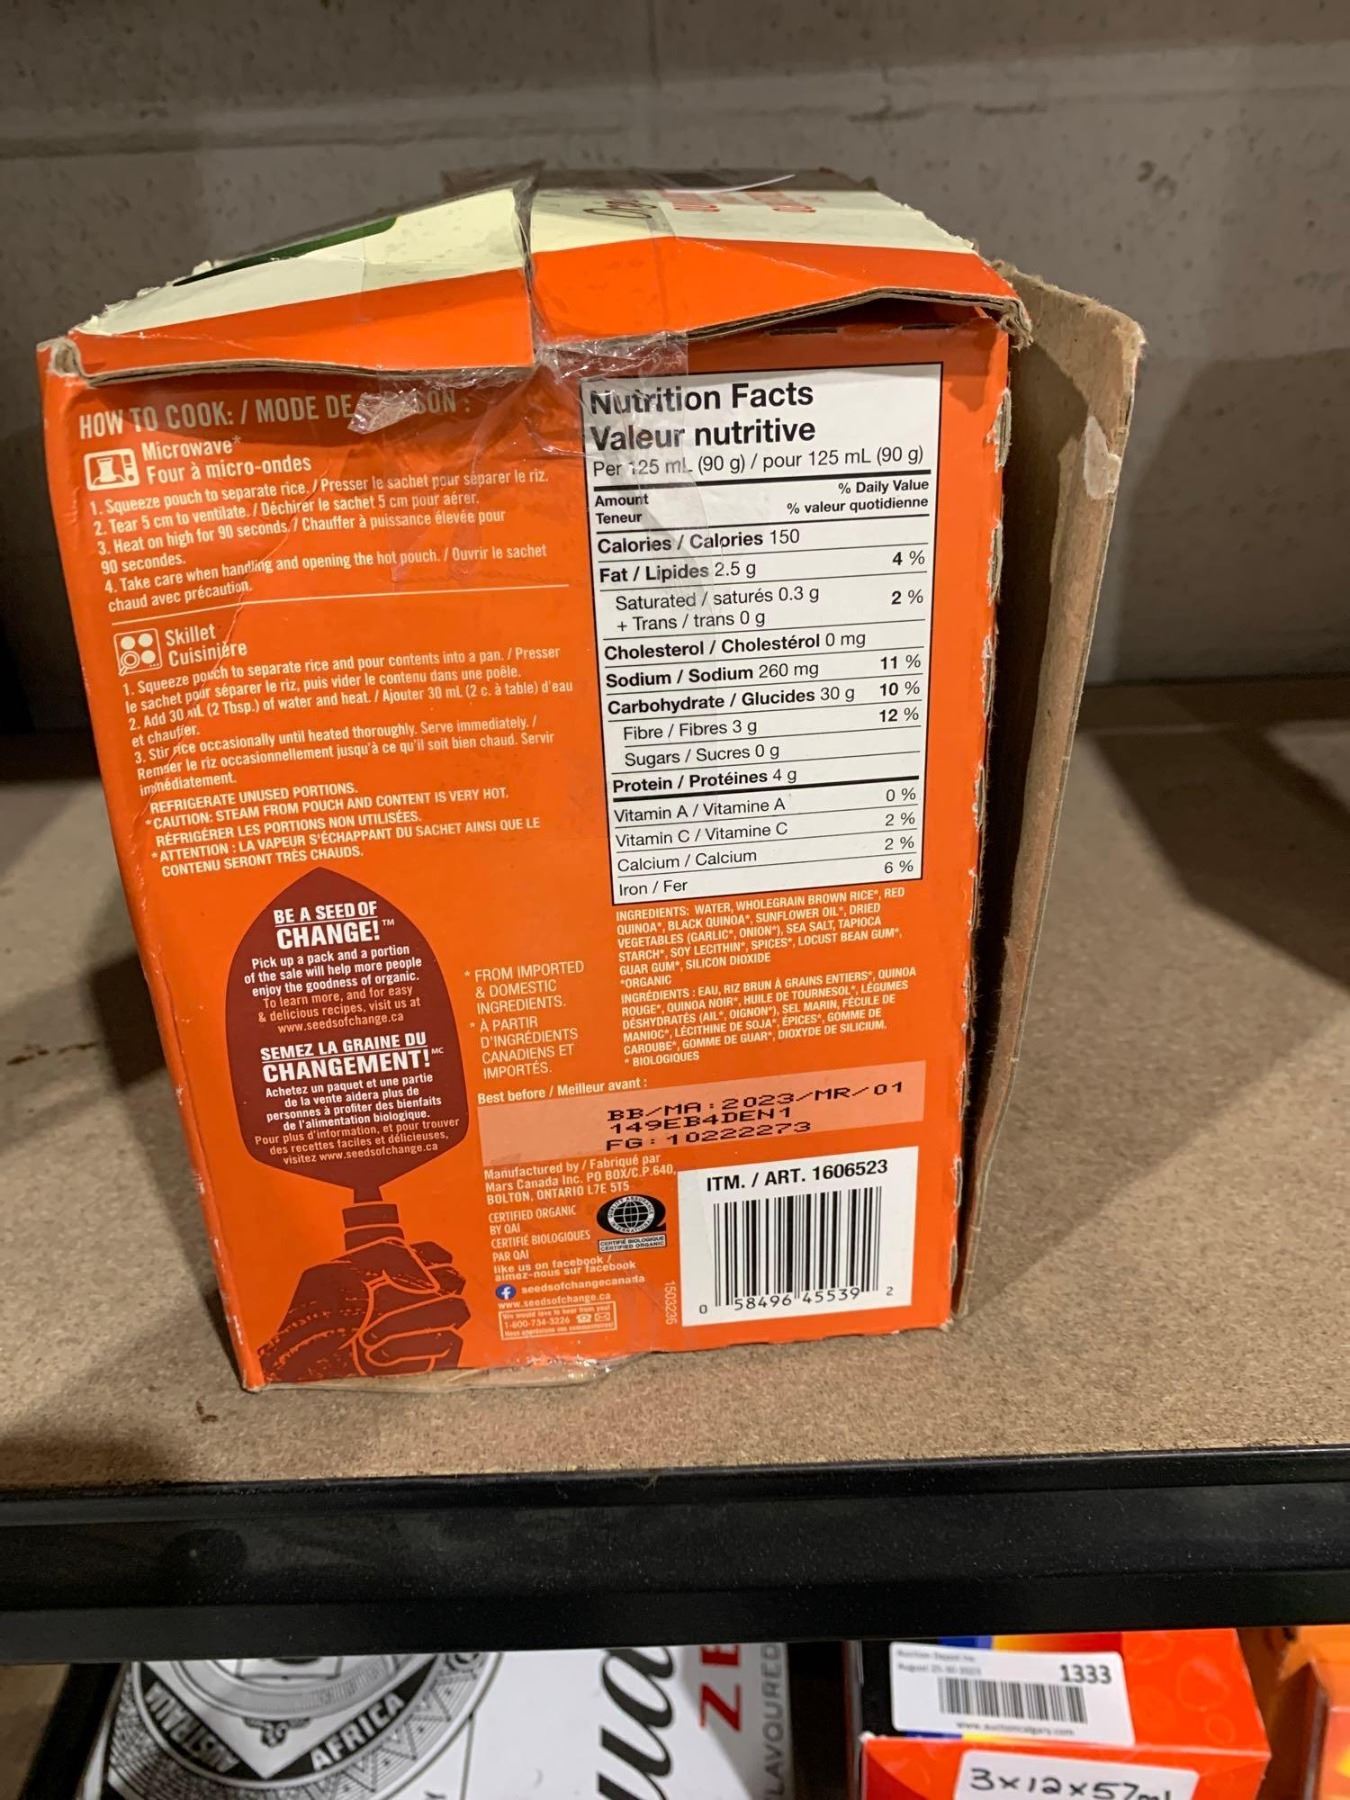 HOW TO COOK: / MODE DE
Microwave*
Four à micro-ondes
1. Squeeze pouch to separate rice. / Presser le sachet pour séparer le riz.
2. Tear 5 cm to ventilate. / Déchirer le sachet 5 cm pour aérer.
3. Heat on high for 90 seconds. / Chauffer à puissance élevée pour
90 secondes.
4. Take care when handling and opening the hot pouch. / Ouvrir le sachet
chaud avec précaution.
Skillet
Cuisinière
1. Squeeze pouch to separate rice and pour contents into a pan. / Presser
le sachet pour séparer le riz, puis vider le contenu dans une poêle.
2. Add 30 mL (2 Tbsp.) of water and heat. / Ajouter 30 mL (2 c. à table) d'eau
et chauffer.
3. Stir rice occasionally until heated thoroughly. Serve immediately. /
Remuer le riz occasionnellement jusqu'à ce qu'il soit bien chaud. Servir
immédiatement.
REFRIGERATE UNUSED PORTIONS.
*CAUTION: STEAM FROM POUCH AND CONTENT IS VERY HOT.
RÉFRIGÉRER LES PORTIONS NON UTILISÉES.
*ATTENTION : LA VAPEUR S'ÉCHAPPANT DU SACHET AINSI QUE LE
CONTENU SERONT TRÈS CHAUDS.
BE A SEED OF
CHANGE!™
Pick up a pack and a portion
of the sale will help more people
enjoy the goodness of organic.
To learn more, and for easy
& delicious recipes, visit us at
www.seedsofchange.ca
SEMEZ LA GRAINE DU
CHANGEMENT!MC
Achetez un paquet et une partie
de la vente aidera plus de
personnes à profiter des bienfaits
de l'alimentation biologique.
Pour plus d'information, et pour trouver
des recettes faciles et délicieuses,
visitez www.seedsofchange.ca
* FROM IMPORTED
& DOMESTIC
INGREDIENTS.
* À PARTIR
D'INGRÉDIENTS
CANADIENS ET
IMPORTÉS.
Nutrition Facts
Valeur nutritive
Per 125 mL (90 g) / pour 125 mL (90 g)
Amount
Teneur
% Daily Value
% valeur quotidienne
Calories / Calories 150
Fat / Lipides 2.5 g 4 %
Saturated / saturés 0.3 g
+ Trans / trans 0 g 2 %
Cholesterol / Cholestérol 0 mg
Sodium / Sodium 260 mg 11 %
Carbohydrate / Glucides 30 g 10 %
Fibre / Fibres 3 g 12 %
Sugars / Sucres 0 g
Protein / Protéines 4 g
Vitamin A / Vitamine A 0 %
Vitamin C / Vitamine C 2 %
Calcium / Calcium 2 %
Iron / Fer 6 %
INGREDIENTS: WATER, WHOLEGRAIN BROWN RICE*, RED
QUINOA*, BLACK QUINOA*, SUNFLOWER OIL*, DRIED
VEGETABLES (GARLIC*, ONION*), SEA SALT, TAPIOCA
STARCH*, SOY LECITHIN*, SPICES*, LOCUST BEAN GUM*,
GUAR GUM*, SILICON DIOXIDE
*ORGANIC
INGRÉDIENTS : EAU, RIZ BRUN À GRAINS ENTIERS*, QUINOA
ROUGE*, QUINOA NOIR*, HUILE DE TOURNESOL*, LÉGUMES
DÉSHYDRATÉS (AIL*, OIGNON*), SEL MARIN, FÉCULE DE
MANIOC*, LÉCITHINE DE SOJA*, ÉPICES*, GOMME DE
CAROUBE*, GOMME DE GUAR*, DIOXYDE DE SILICIUM.
* BIOLOGIQUES
Best before / Meilleur avant :
BB/MA : 2023/MR/01
149EB4DEN1
FG : 10222273
Manufactured by / Fabriqué par
Mars Canada Inc. PO BOX/C.P.640,
BOLTON, ONTARIO L7E 5T5
CERTIFIED ORGANIC
BY QAI
CERTIFIÉ BIOLOGIQUES
PAR QAI
CERTIFIÉ BIOLOGIQUE
CERTIFIED ORGANIC
like us on facebook /
aimez-nous sur facebook
seedsofchangecanada
www.seedsofchange.ca
We would love to hear from you!
1-800-734-3226
1503236
ITM. / ART. 1606523
0 58496 45539 2
AUSTRALIA
AFRICA
ua
ZE
LAVOURED
1333
3x12x57ml